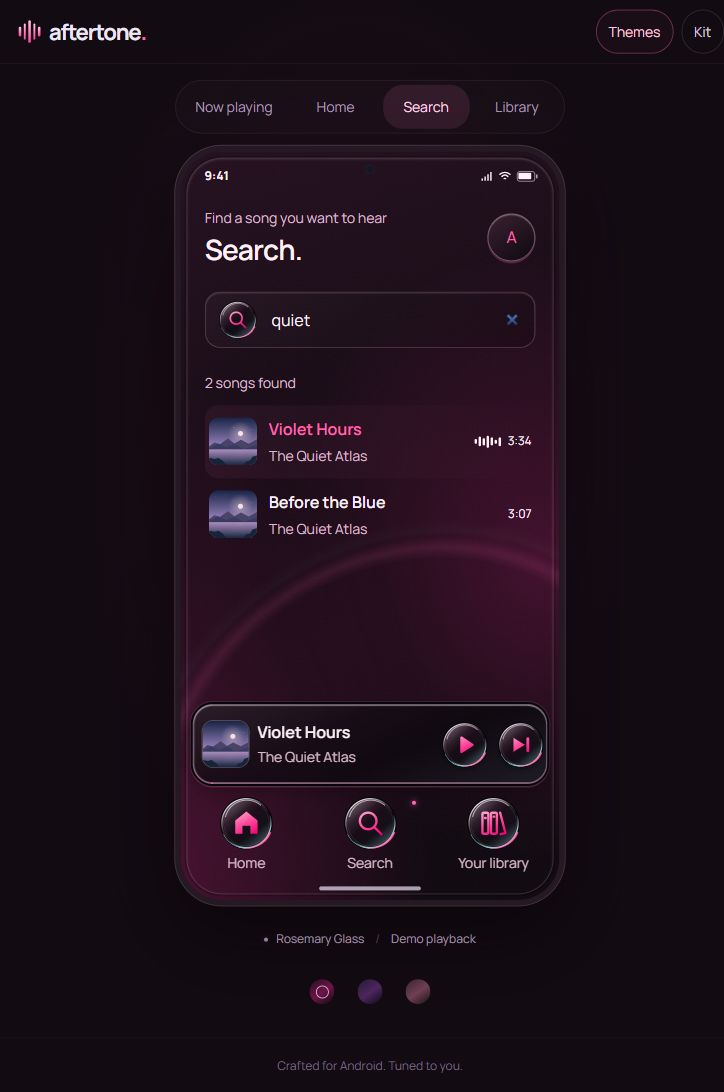 aftertone.
Themes
Kit
Now playing
Home
Search
Library
9:41
Find a song you want to hear
Search.
A
quiet
2 songs found
Violet Hours
The Quiet Atlas
3:34
Before the Blue
The Quiet Atlas
3:07
Violet Hours
The Quiet Atlas
Home
Search
Your library
Rosemary Glass / Demo playback
Crafted for Android. Tuned to you.